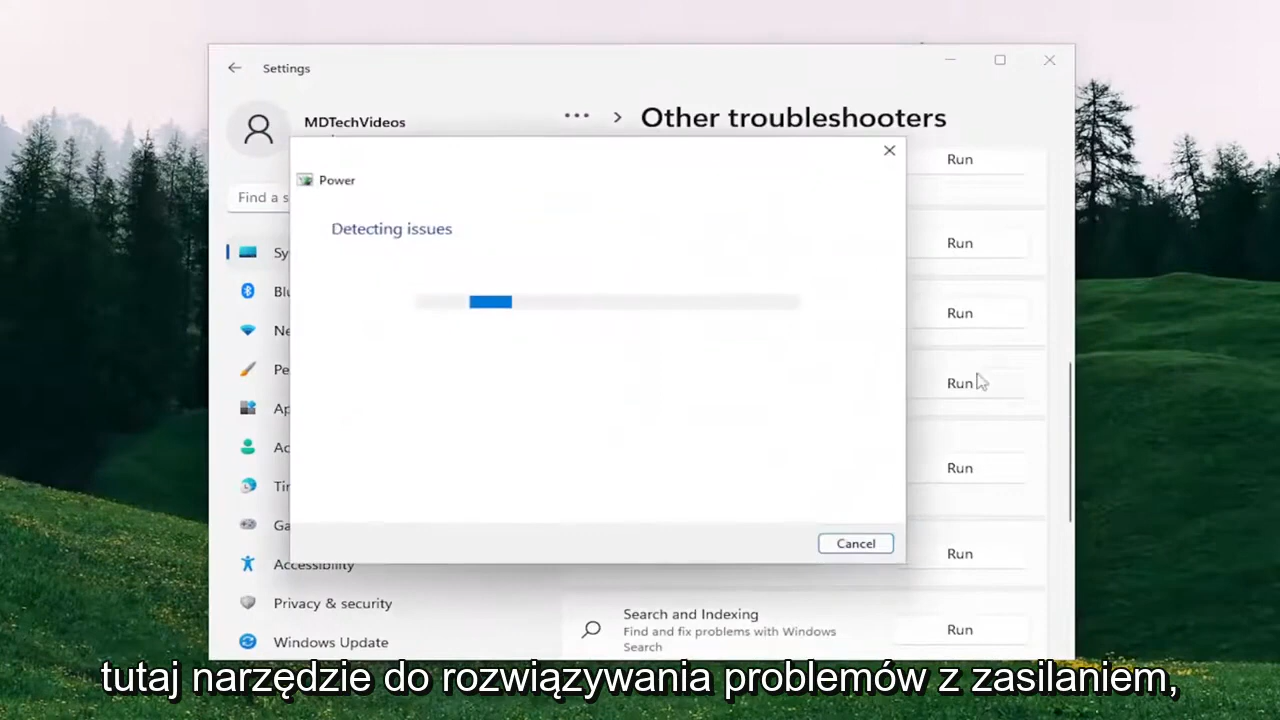 Settings
MDTechVideos
... > Other troubleshooters
Run
Power
Find a s
Detecting issues
Run
Sy
Blu
Run
Ne
Pe
Run
Ap
Ac
Run
Tir
Ga
Cancel
Run
Accessibility
Privacy & security
Search and Indexing
Find and fix problems with Windows
Search
Run
Windows Update
tutaj narzędzie do rozwiązywania problemów z zasilaniem,